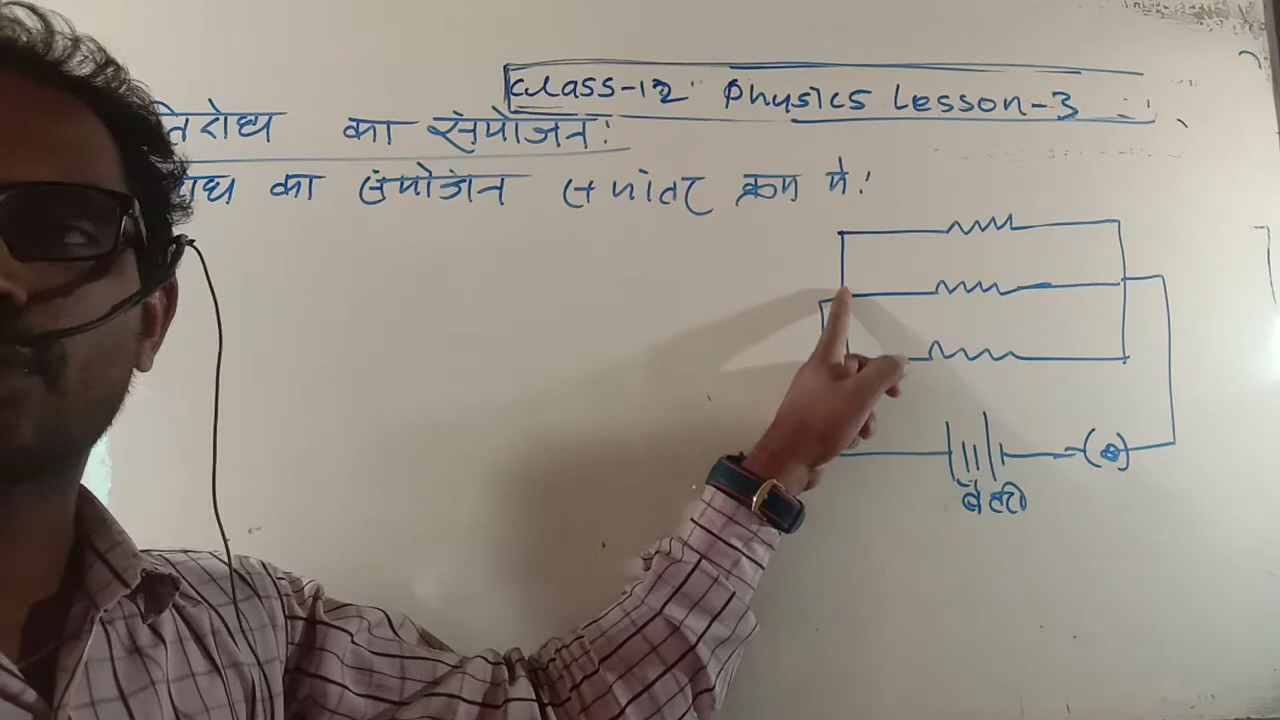 Class-12 Physics Lesson-3
तिरोध का संयोजन:
ाध का संयोजन समांतर क्रम में:
बैटरी